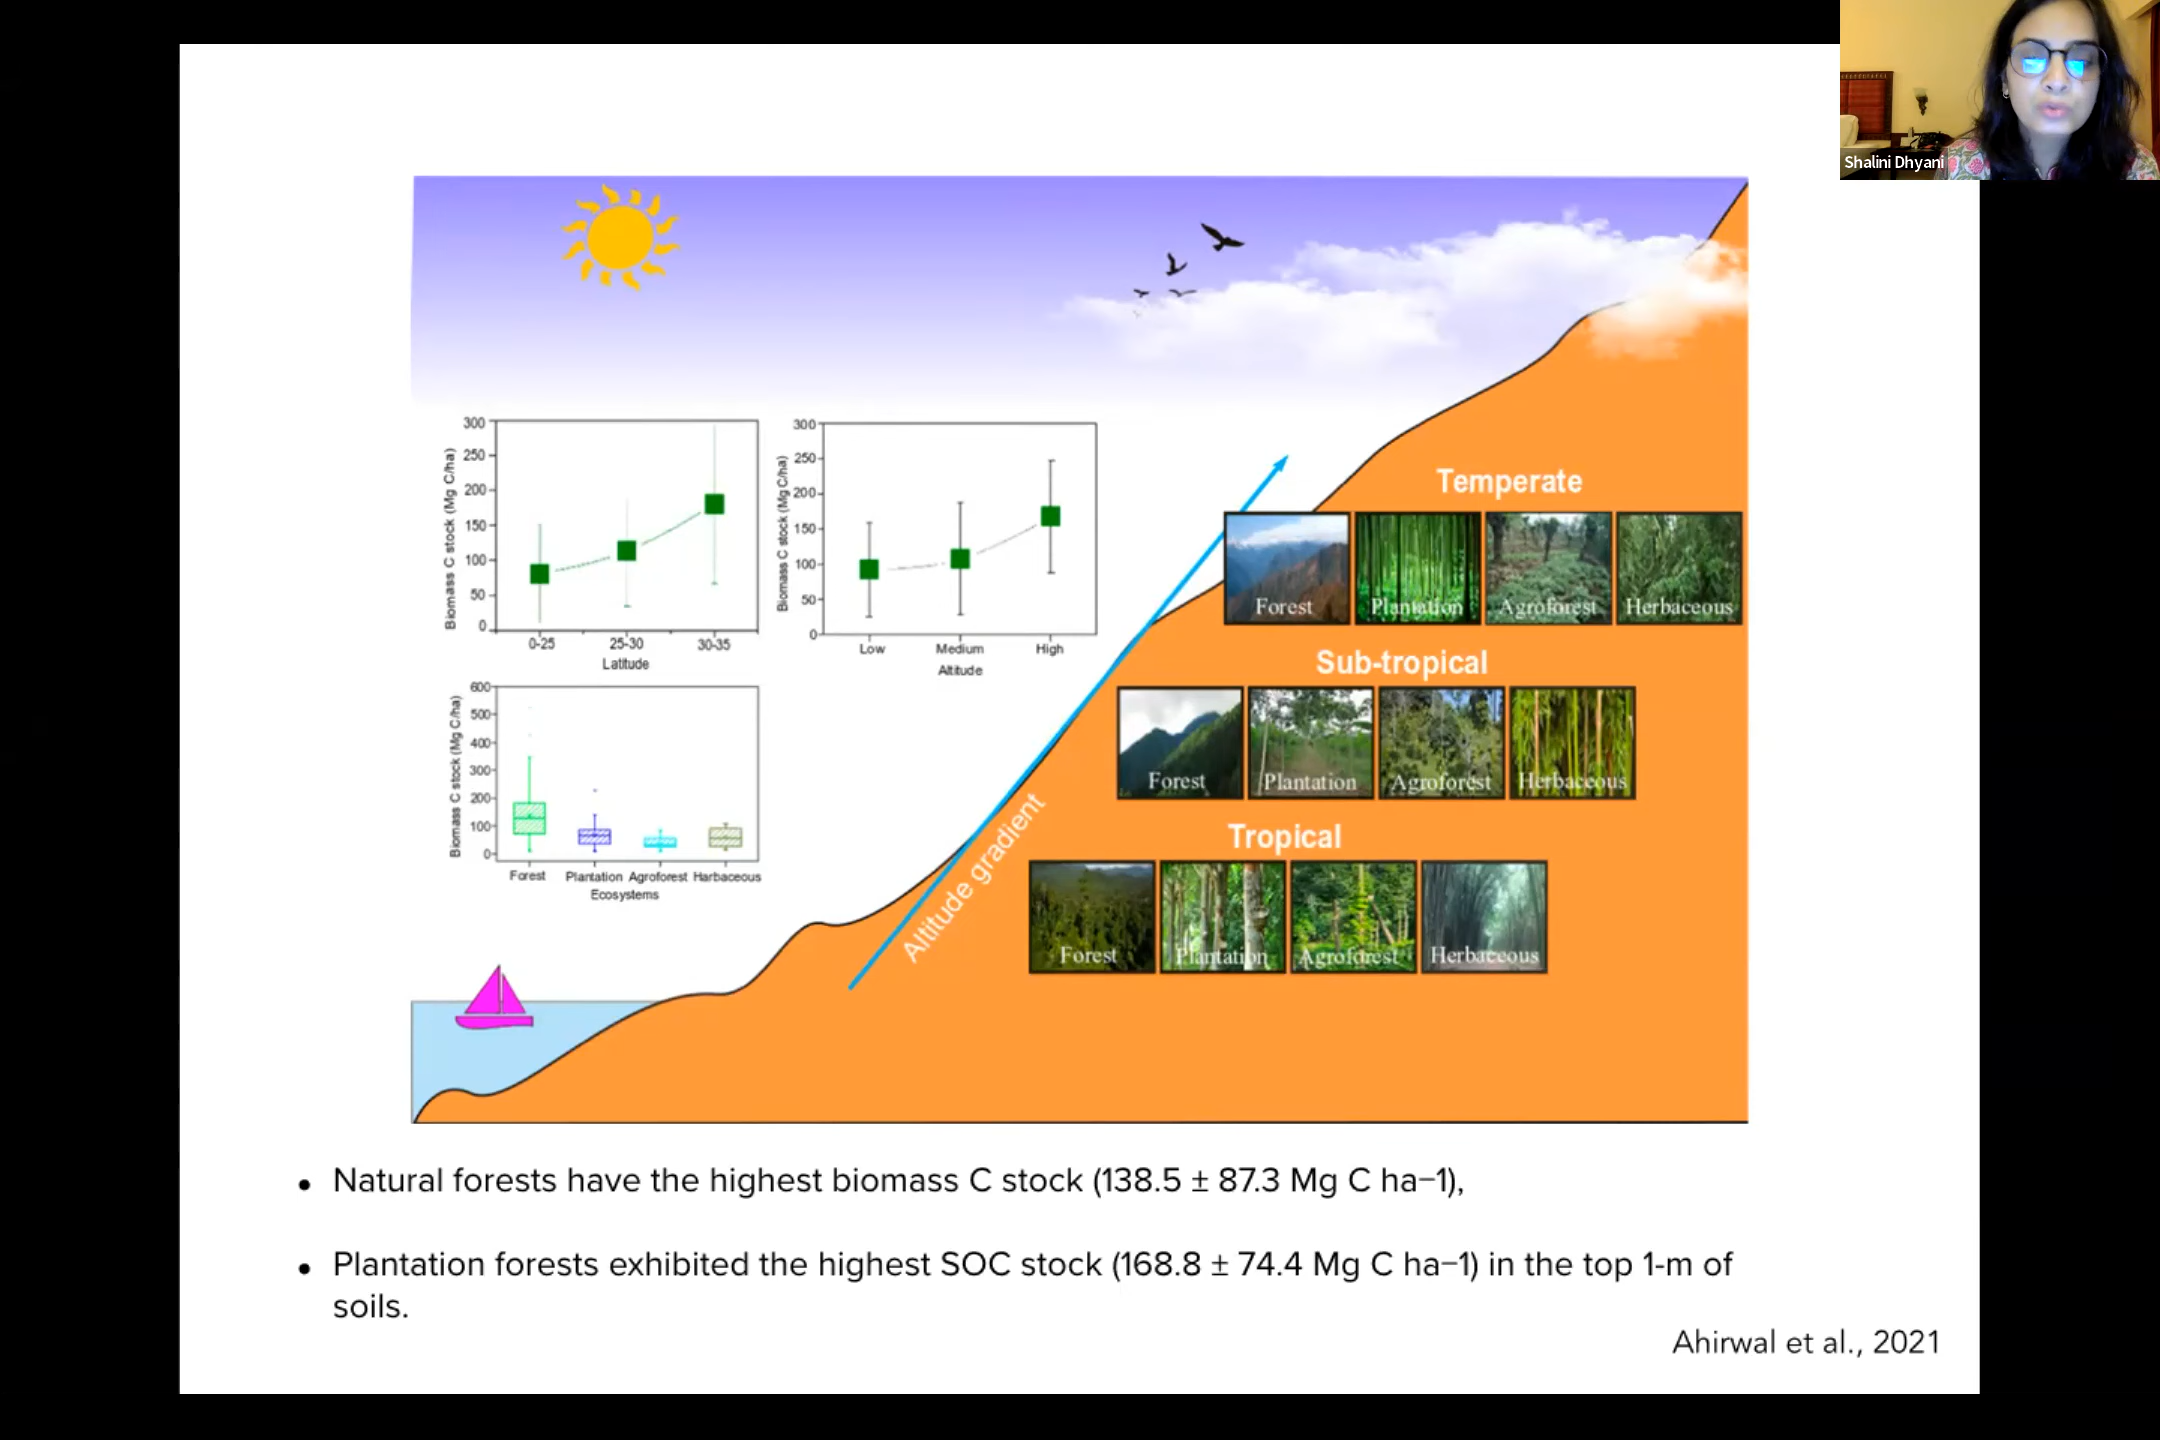 Shalini Dhyani
300
250
200
150
100
50
0
Biomass C stock (Mg C/ha)
0-25 25-30 30-35
Latitude
300
250
200
150
100
50
0
Biomass C stock (Mg C/ha)
Low Medium High
Altitude
600
500
400
300
200
100
0
Biomass C stock (Mg C/ha)
Forest Plantation Agroforest Harbaceous
Ecosystems
Temperate
Forest Plantation Agroforest Herbaceous
Sub-tropical
Forest Plantation Agroforest Herbaceous
Tropical
Forest Plantation Agroforest Herbaceous
Altitude gradient
• Natural forests have the highest biomass C stock (138.5 ± 87.3 Mg C ha−1),
• Plantation forests exhibited the highest SOC stock (168.8 ± 74.4 Mg C ha−1) in the top 1-m of
soils.
Ahirwal et al., 2021